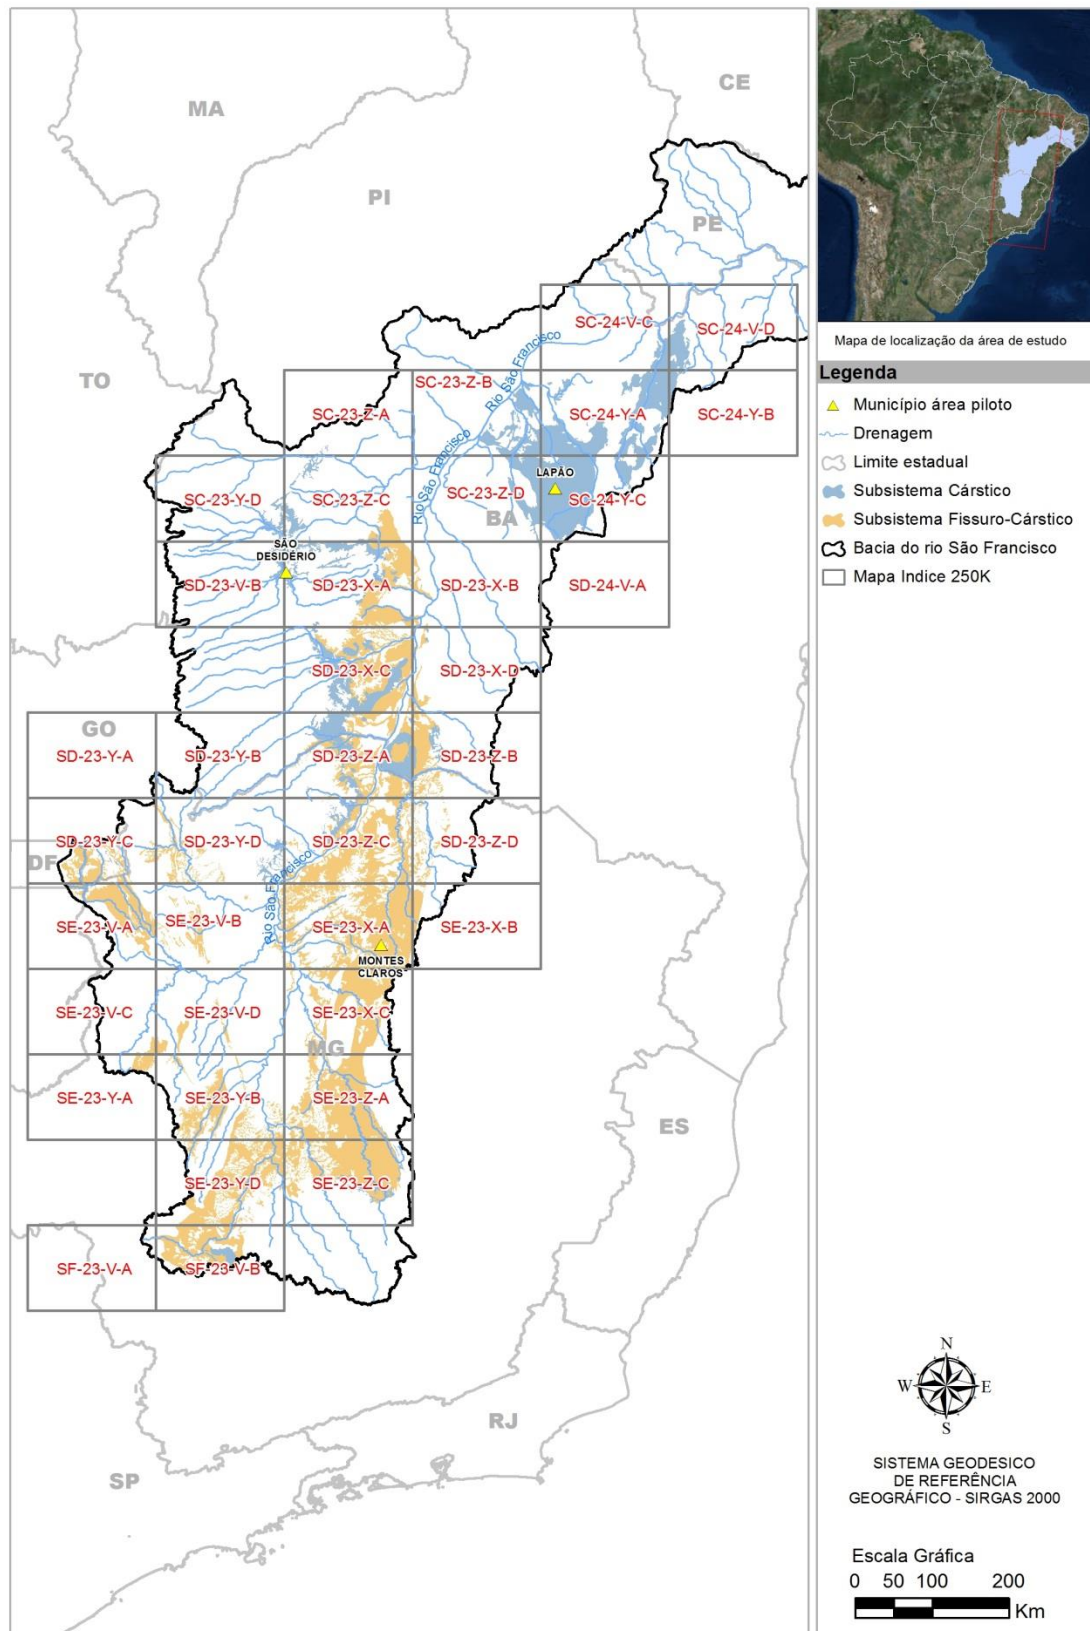 MA
CE
PI
PE
TO
SC-24-V-C
SC-24-V-D
Rio São Francisco
SC-23-Z-B
SC-23-Z-A
SC-24-Y-A
SC-24-Y-B
Rio São Francisco
LAPÃO
SC-23-Y-D
SC-23-Z-C
SC-23-Z-D
SC-24-Y-C
BA
SÃO
DESIDÉRIO
SD-23-V-B
SD-23-X-A
SD-23-X-B
SD-24-V-A
SD-23-X-C
SD-23-X-D
GO
SD-23-Y-A
SD-23-Y-B
SD-23-Z-A
SD-23-Z-B
SD-23-Y-C
SD-23-Y-D
SD-23-Z-C
SD-23-Z-D
DF
Rio São Francisco
SE-23-V-A
SE-23-V-B
SE-23-X-A
SE-23-X-B
MONTES
CLAROS
SE-23-V-C
SE-23-V-D
SE-23-X-C
MG
SE-23-Y-A
SE-23-Y-B
SE-23-Z-A
ES
SE-23-Y-D
SE-23-Z-C
SF-23-V-A
SF-23-V-B
RJ
SP
Mapa de localização da área de estudo
Legenda
Município área piloto
Drenagem
Limite estadual
Subsistema Cárstico
Subsistema Fissuro-Cárstico
Bacia do rio São Francisco
Mapa Indice 250K
N
W
E
S
SISTEMA GEODESICO
DE REFERÊNCIA
GEOGRÁFICO - SIRGAS 2000
Escala Gráfica
0 50 100 200
Km